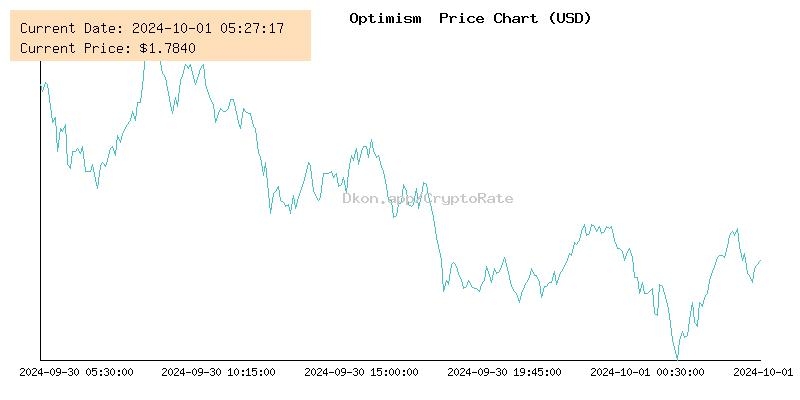 Optimism  Price Chart (USD)
Current Date: 2024-10-01 05:27:17
Current Price: $1.7840
Dkon.app/CryptoRate
2024-09-30 05:30:00 2024-09-30 10:15:00 2024-09-30 15:00:00 2024-09-30 19:45:00 2024-10-01 00:30:00 2024-10-01